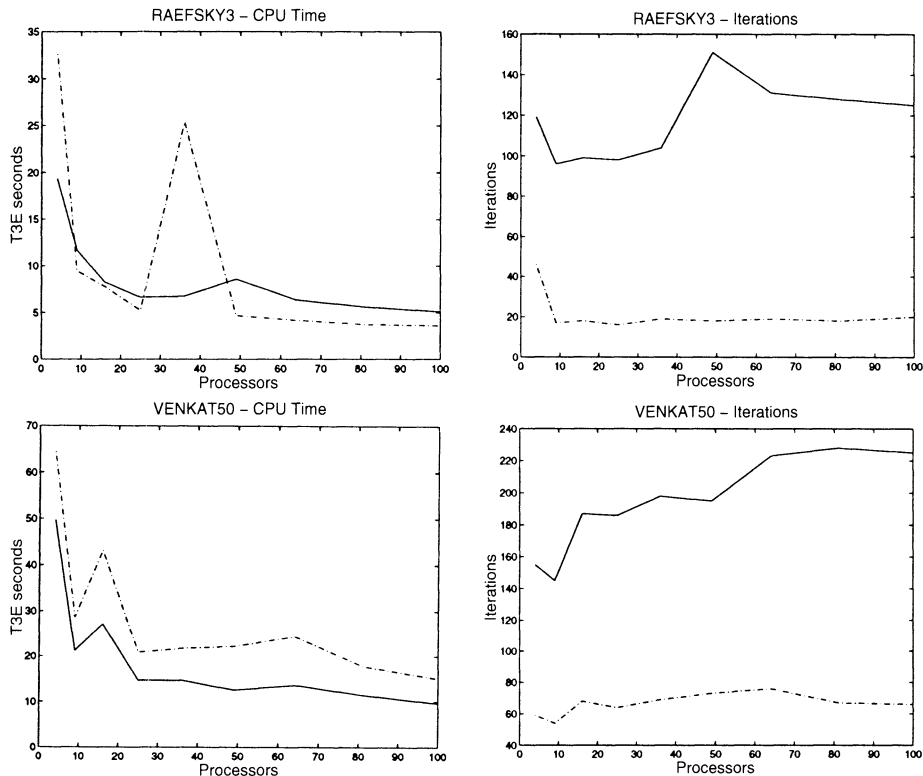 RAEFSKY3 – CPU Time
35
30
25
20
15
10
5
0
T3E seconds
0 10 20 30 40 50 60 70 80 90 100
Processors
RAEFSKY3 – Iterations
160
140
120
100
80
60
40
20
0
Iterations
0 10 20 30 40 50 60 70 80 90 100
Processors
VENKAT50 – CPU Time
70
60
50
40
30
20
10
0
T3E seconds
0 10 20 30 40 50 60 70 80 90 100
Processors
VENKAT50 – Iterations
240
220
200
180
160
140
120
100
80
60
40
Iterations
0 10 20 30 40 50 60 70 80 90 100
Processors